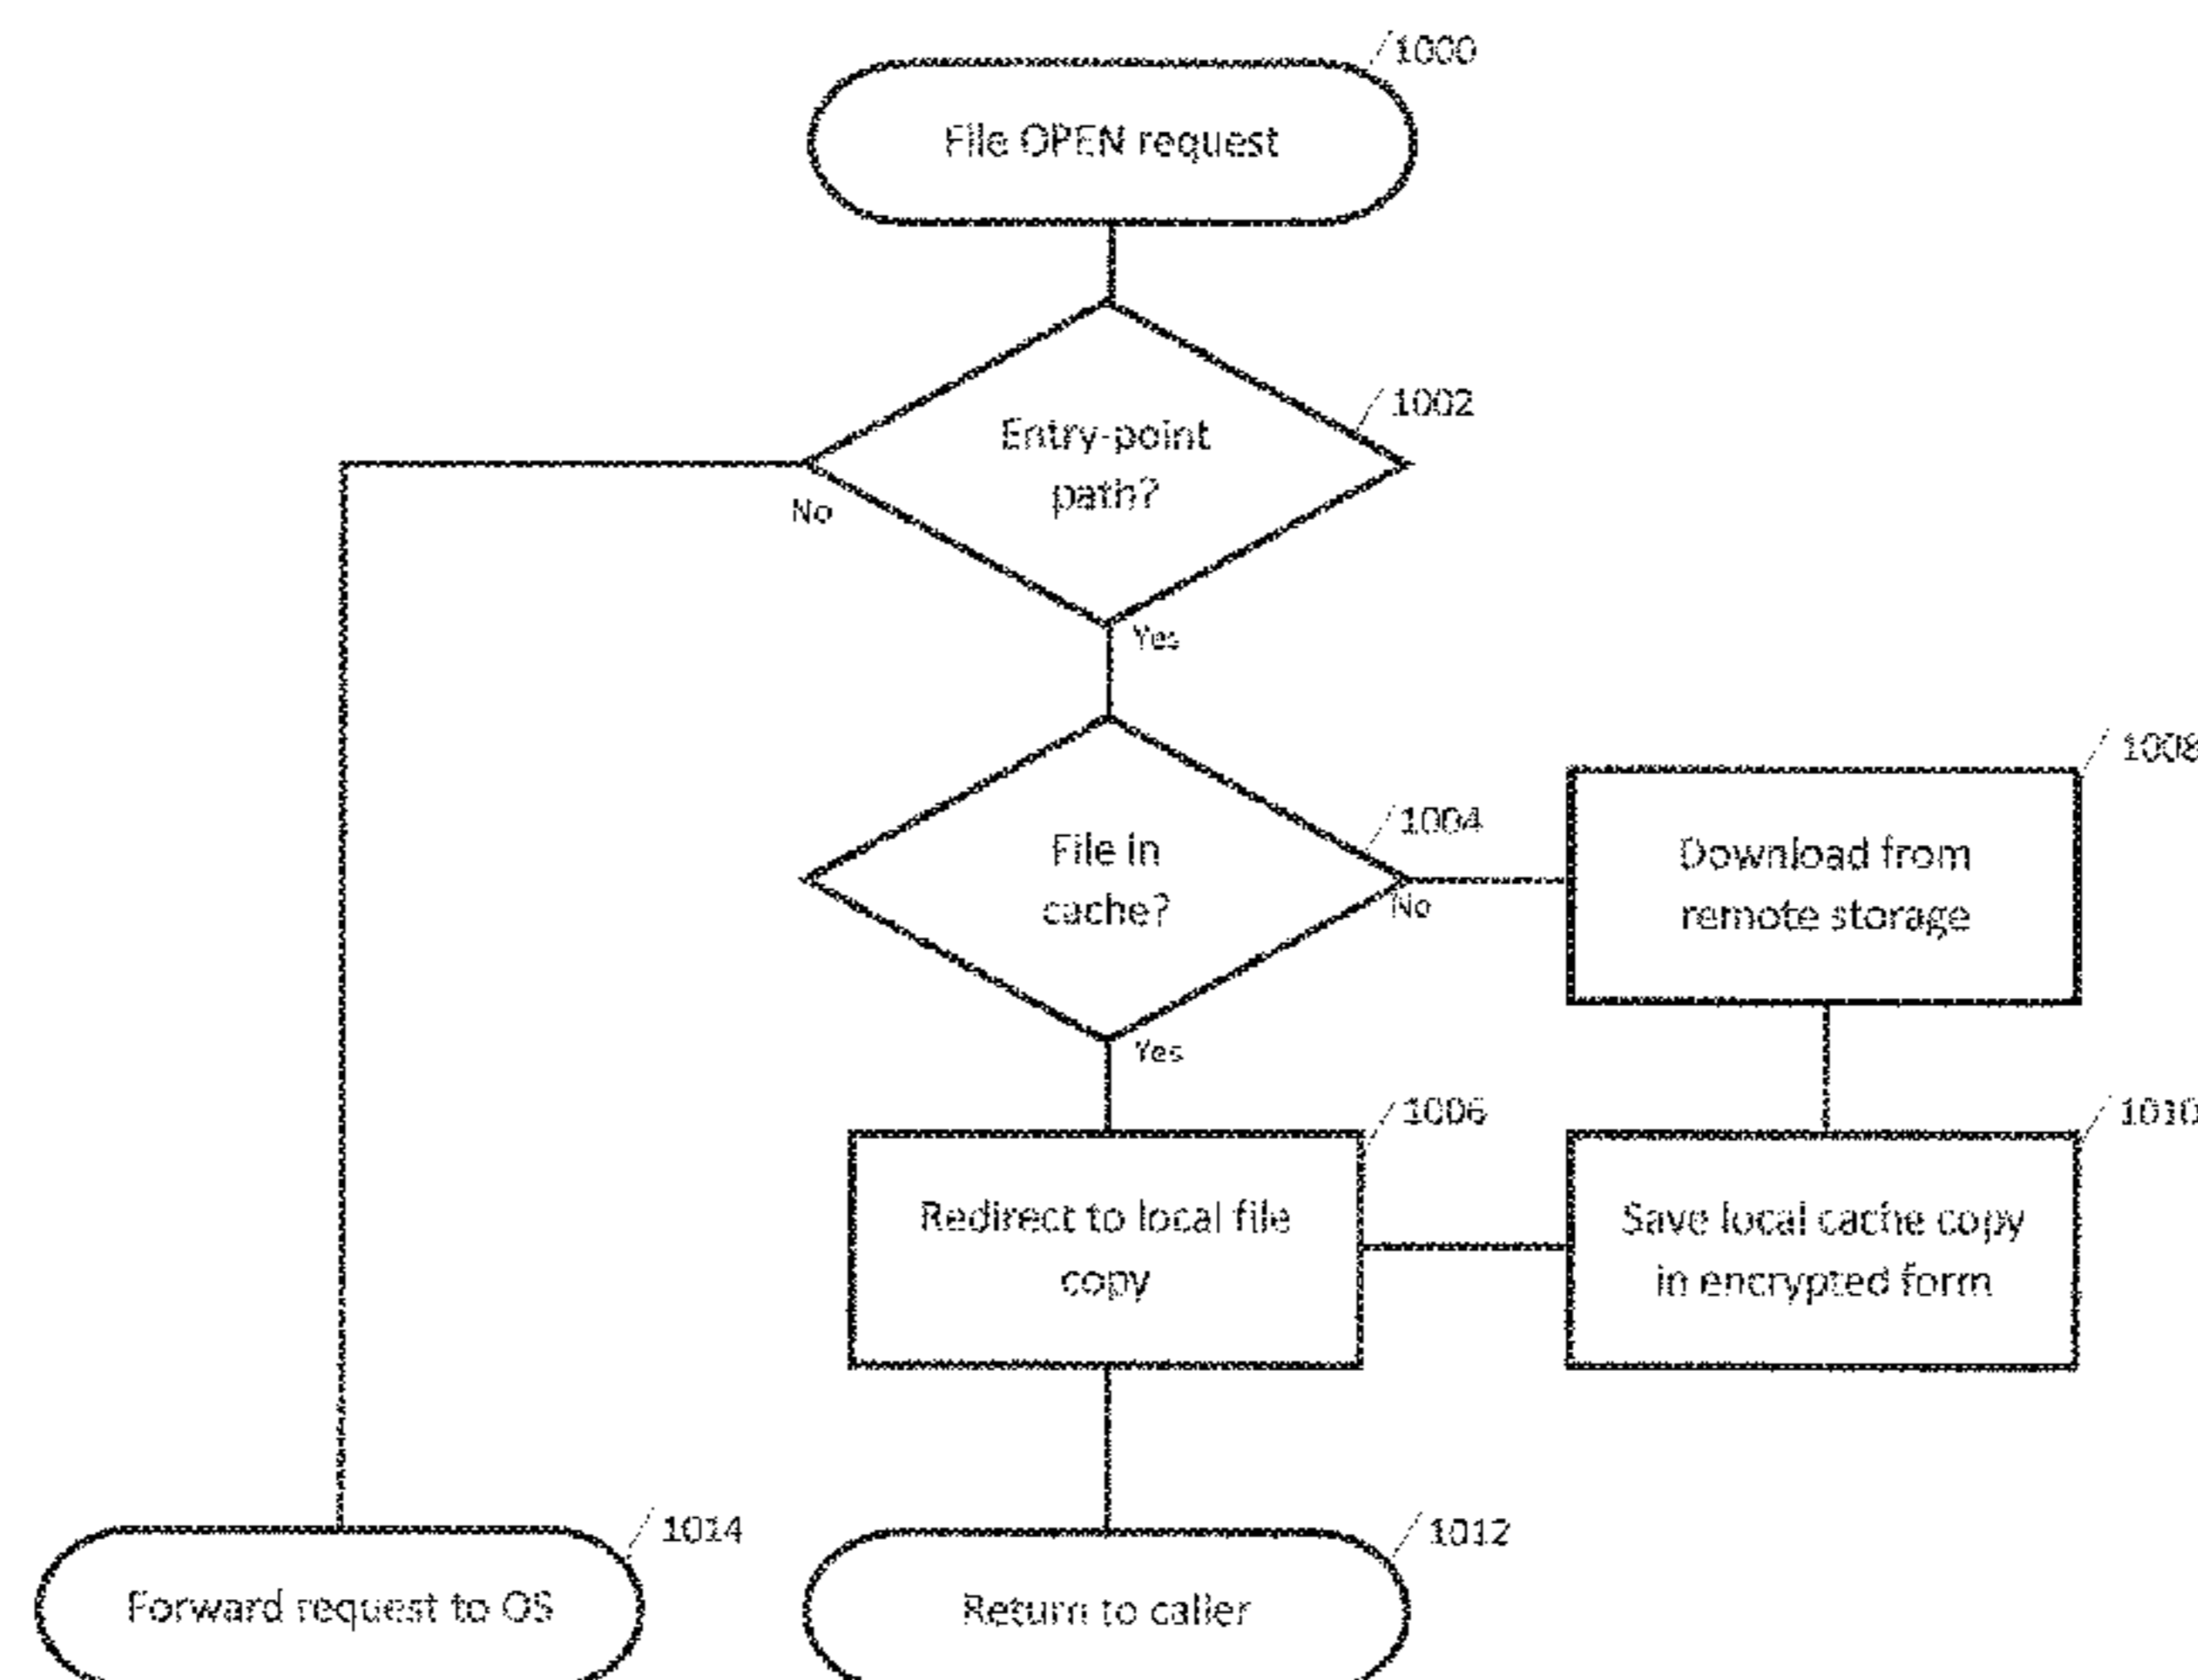 1000
File OPEN request
1002
Entry-point
path?
No
Yes
1008
1004
File in
cache?
No
Download from
remote storage
Yes
1006
1010
Redirect to local file
copy
Save local cache copy
in encrypted form
1014
1012
Forward request to OS
Return to caller